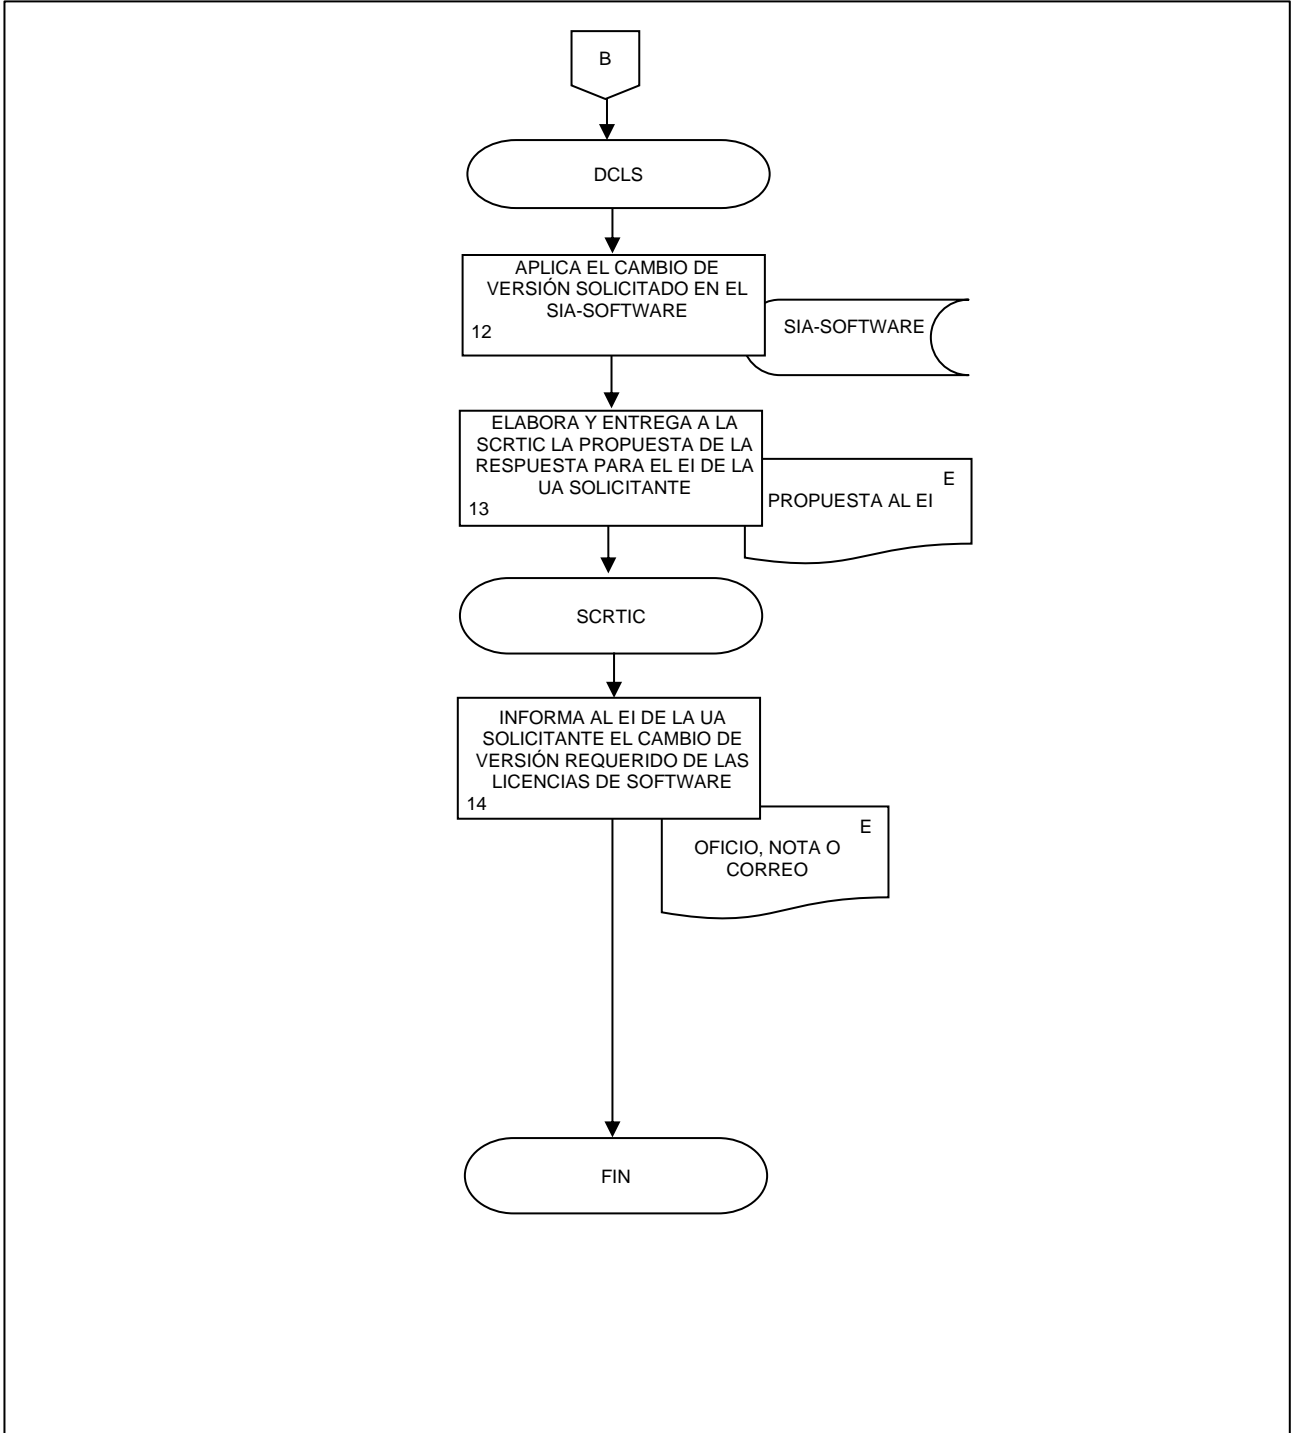 B
DCLS
APLICA EL CAMBIO DE
VERSIÓN SOLICITADO EN EL
SIA-SOFTWARE
12
SIA-SOFTWARE
ELABORA Y ENTREGA A LA
SCRTIC LA PROPUESTA DE LA
RESPUESTA PARA EL EI DE LA
UA SOLICITANTE
13
E
PROPUESTA AL EI
SCRTIC
INFORMA AL EI DE LA UA
SOLICITANTE EL CAMBIO DE
VERSIÓN REQUERIDO DE LAS
LICENCIAS DE SOFTWARE
14
E
OFICIO, NOTA O
CORREO
FIN